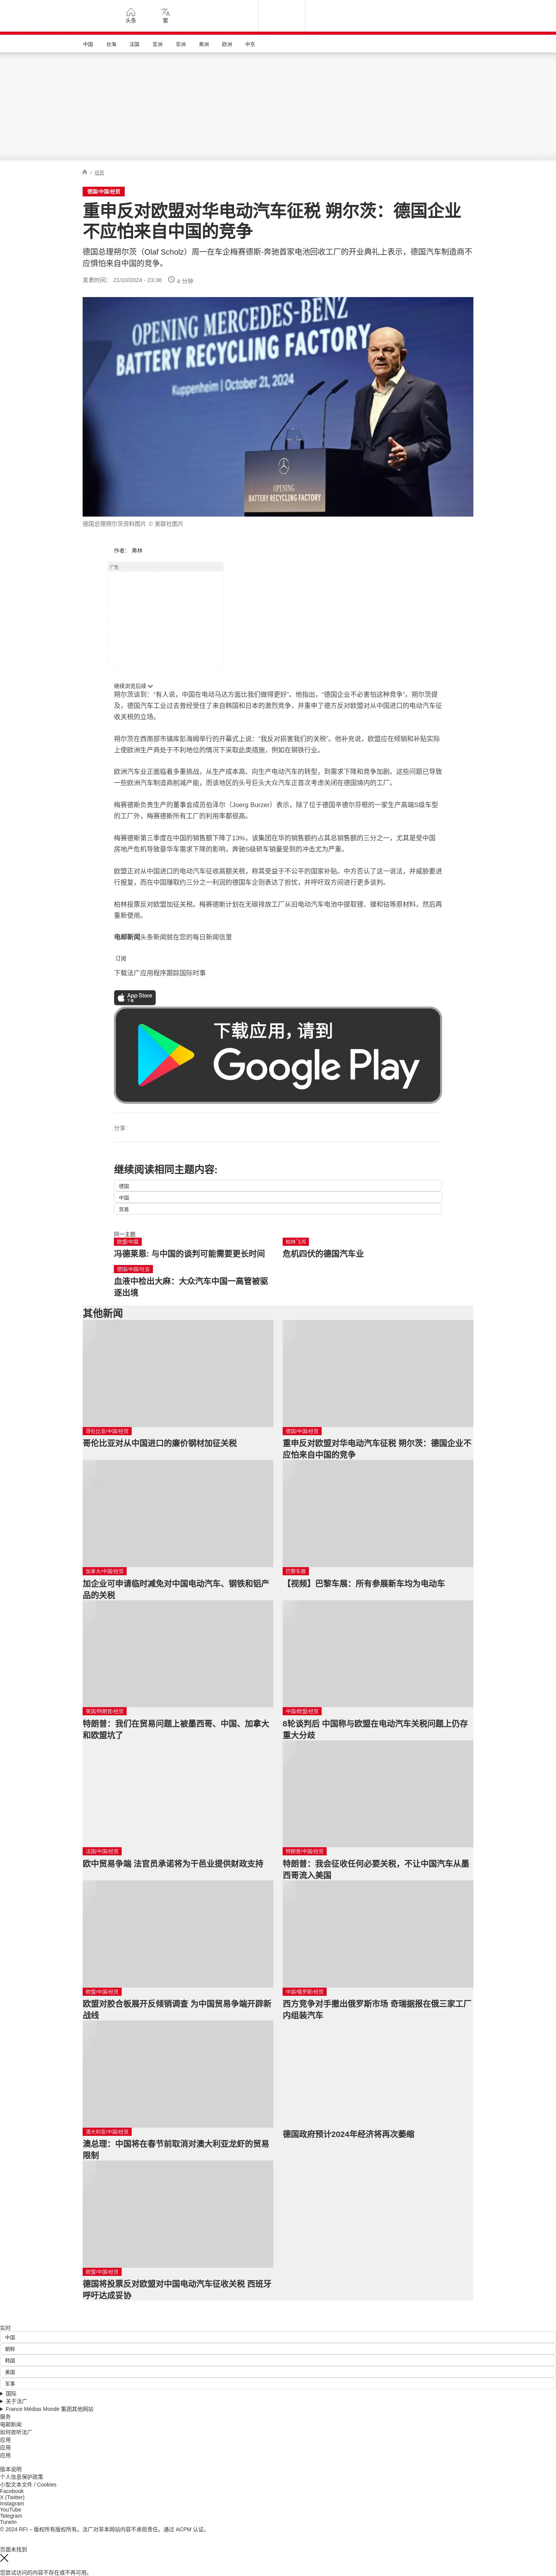 头条
繁
中国
台海
法国
亚洲
非洲
美洲
欧洲
中东
/ 经贸
德国/中国/经贸
重申反对欧盟对华电动汽车征税 朔尔茨：德国企业
不应怕来自中国的竞争
德国总理朔尔茨（Olaf Scholz）周一在车企梅赛德斯-奔驰首家电池回收工厂的开业典礼上表示，德国汽车制造商不
应惧怕来自中国的竞争。
发表时间： 21/10/2024 - 23:36
4 分钟
OPENING MERCEDES-BENZ
BATTERY RECYCLING FACTORY
Kuppenheim | October 21, 2024
OPENING
BATTERY RECYCLING FACTORY
德国总理朔尔茨资料图片 © 美联社图片
作者： 弗林
广告
继续浏览后续
朔尔茨谈到：“有人说，中国在电动马达方面比我们做得更好”。他指出，“德国企业不必害怕这种竞争”。朔尔茨提
及，德国汽车工业过去曾经受住了来自韩国和日本的激烈竞争，并重申了德方反对欧盟对从中国进口的电动汽车征
收关税的立场。
朔尔茨在西南部市镇库彭海姆举行的开幕式上说：“我反对损害我们的关税”。他补充说，欧盟应在倾销和补贴实际
上使欧洲生产商处于不利地位的情况下采取此类措施，例如在钢铁行业。
欧洲汽车业正面临着多重挑战，从生产成本高、向生产电动汽车的转型，到需求下降和竞争加剧。这些问题已导致
一些欧洲汽车制造商削减产能，而该地区的头号巨头大众汽车正首次考虑关闭在德国境内的工厂。
梅赛德斯负责生产的董事会成员伯泽尔（Joerg Burzer）表示，除了位于德国辛德尔芬根的一家生产高端S级车型
的工厂外，梅赛德斯所有工厂的利用率都很高。
梅赛德斯第三季度在中国的销售额下降了13%，该集团在华的销售额约占其总销售额的三分之一，尤其是受中国
房地产危机导致豪华车需求下降的影响，奔驰S级轿车销量受到的冲击尤为严重。
欧盟正对从中国进口的电动汽车征收高额关税，称其受益于不公平的国家补贴。中方否认了这一说法，并威胁要进
行报复，而在中国赚取约三分之一利润的德国车企则表达了担忧，并呼吁双方间进行更多谈判。
柏林投票反对欧盟加征关税。梅赛德斯计划在无碳排放工厂从旧电动汽车电池中提取锂、镍和钴等原材料，然后再
重新使用。
电邮新闻头条新闻就在您的每日新闻信里
订阅
下载法广应用程序跟踪国际时事
App Store
下载
下载应用，请到
Google Play
分享 :
继续阅读相同主题内容:
德国
中国
贸易
同一主题
欧盟/中国
冯德莱恩: 与中国的谈判可能需要更长时间
柏林飞鸿
危机四伏的德国汽车业
德国/中国/社会
血液中检出大麻：大众汽车中国一高管被驱
逐出境
其他新闻
哥伦比亚/中国/经贸
哥伦比亚对从中国进口的廉价钢材加征关税
德国/中国/经贸
重申反对欧盟对华电动汽车征税 朔尔茨：德国企业不
应怕来自中国的竞争
加拿大/中国/经贸
加企业可申请临时减免对中国电动汽车、钢铁和铝产
品的关税
巴黎车展
【视频】巴黎车展：所有参展新车均为电动车
美国/特朗普/经贸
特朗普：我们在贸易问题上被墨西哥、中国、加拿大
和欧盟坑了
中国/欧盟/经贸
8轮谈判后 中国称与欧盟在电动汽车关税问题上仍存
重大分歧
法国/中国/经贸
欧中贸易争端 法官员承诺将为干邑业提供财政支持
特朗普/中国/经贸
特朗普：我会征收任何必要关税，不让中国汽车从墨
西哥流入美国
欧盟/中国/经贸
欧盟对胶合板展开反倾销调查 为中国贸易争端开辟新
战线
中国/俄罗斯/经贸
西方竞争对手撤出俄罗斯市场 奇瑞据报在俄三家工厂
内组装汽车
澳大利亚/中国/经贸
澳总理：中国将在春节前取消对澳大利亚龙虾的贸易
限制
德国政府预计2024年经济将再次萎缩
欧盟/中国/经贸
德国将投票反对欧盟对中国电动汽车征收关税 西班牙
呼吁达成妥协
实时
中国
朝鲜
韩国
美国
军事
国际
关于法广
France Médias Monde 集团其他网站
服务
电邮新闻
如何收听法广
应用
应用
应用
版本说明
个人信息保护政策
小型文本文件 / Cookies
Facebook
X (Twitter)
Instagram
YouTube
Telegram
TuneIn
© 2024 RFI – 版权所有版权所有。法广对非本网站内容不承担责任。通过 ACPM 认证。
页面未找到
您尝试访问的内容不存在或不再可用。